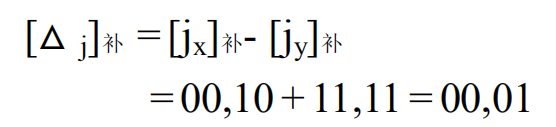 [△ j]补 = [jx]补- [jy]补
= 00,10 + 11,11 = 00,01